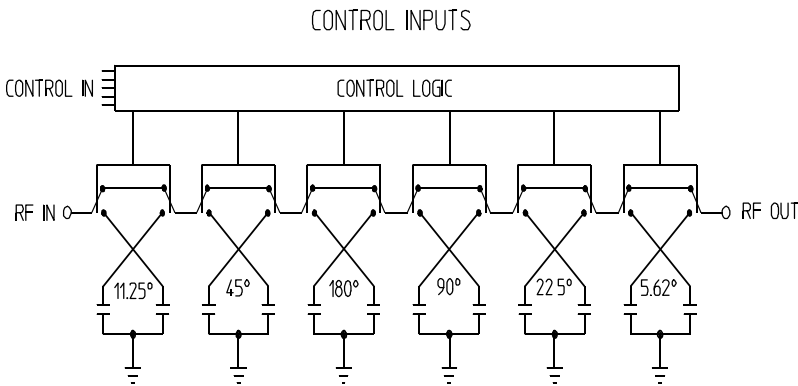 CONTROL INPUTS
CONTROL IN
CONTROL LOGIC
RF IN
RF OUT
11.25°
45°
180°
90°
22.5°
5.62°